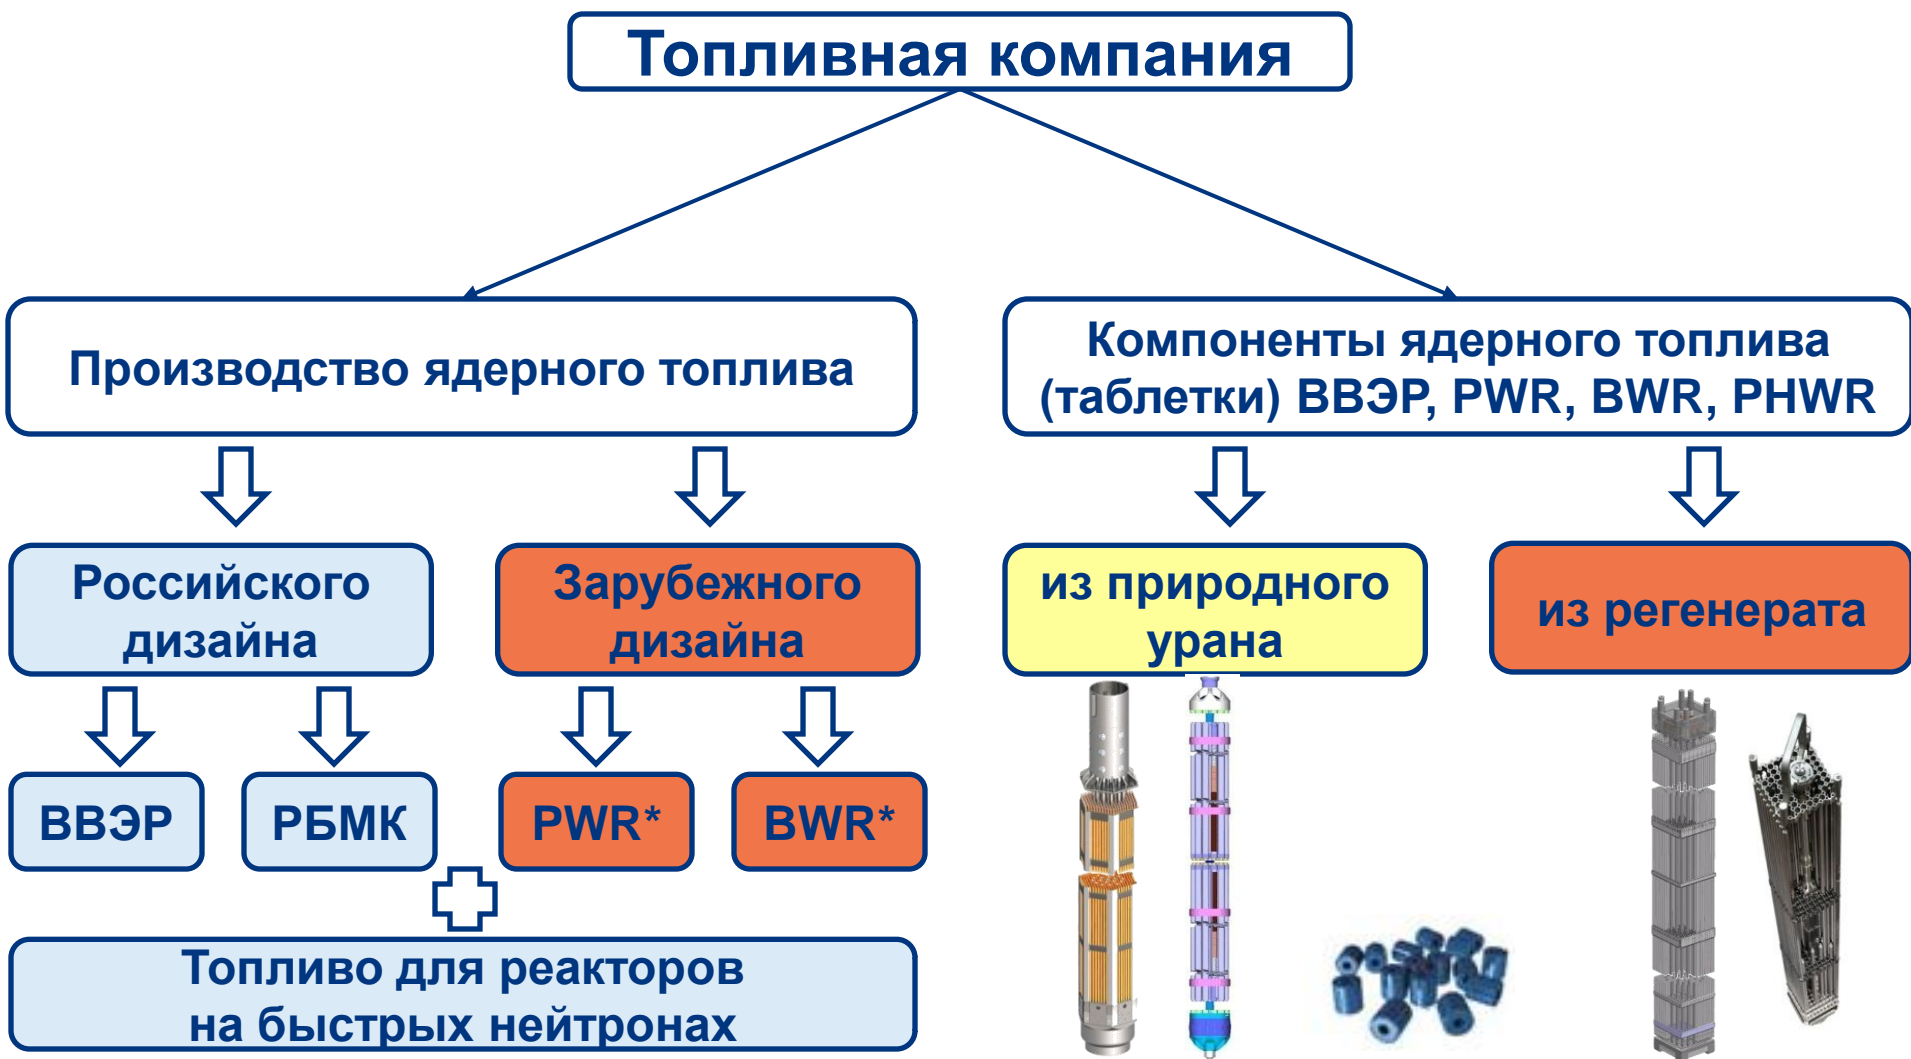 Топливная компания
Производство ядерного топлива
Компоненты ядерного топлива
(таблетки) ВВЭР, PWR, BWR, PHWR
Российского
дизайна
Зарубежного
дизайна
из природного
урана
из регенерата
ВВЭР
РБМК
PWR*
BWR*
Топливо для реакторов
на быстрых нейтронах